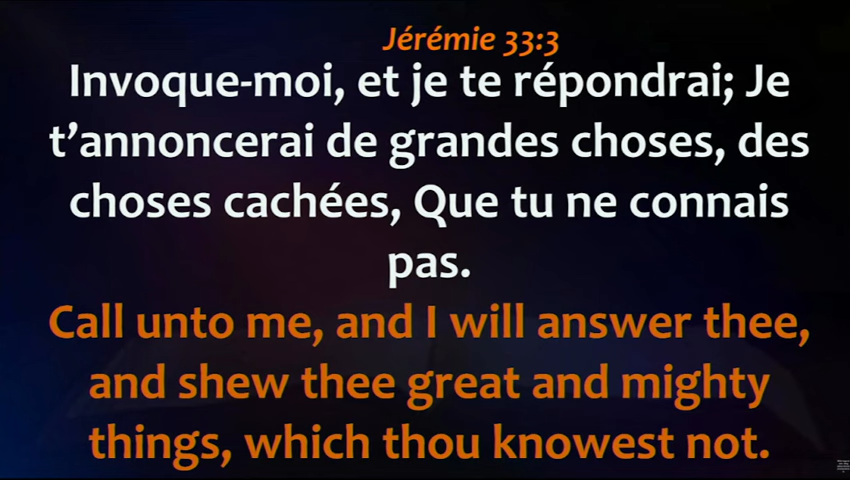 Jérémie 33:3
Invoque-moi, et je te répondrai; Je
t’annoncerai de grandes choses, des
choses cachées, Que tu ne connais
pas.
Call unto me, and I will answer thee,
and shew thee great and mighty
things, which thou knowest not.